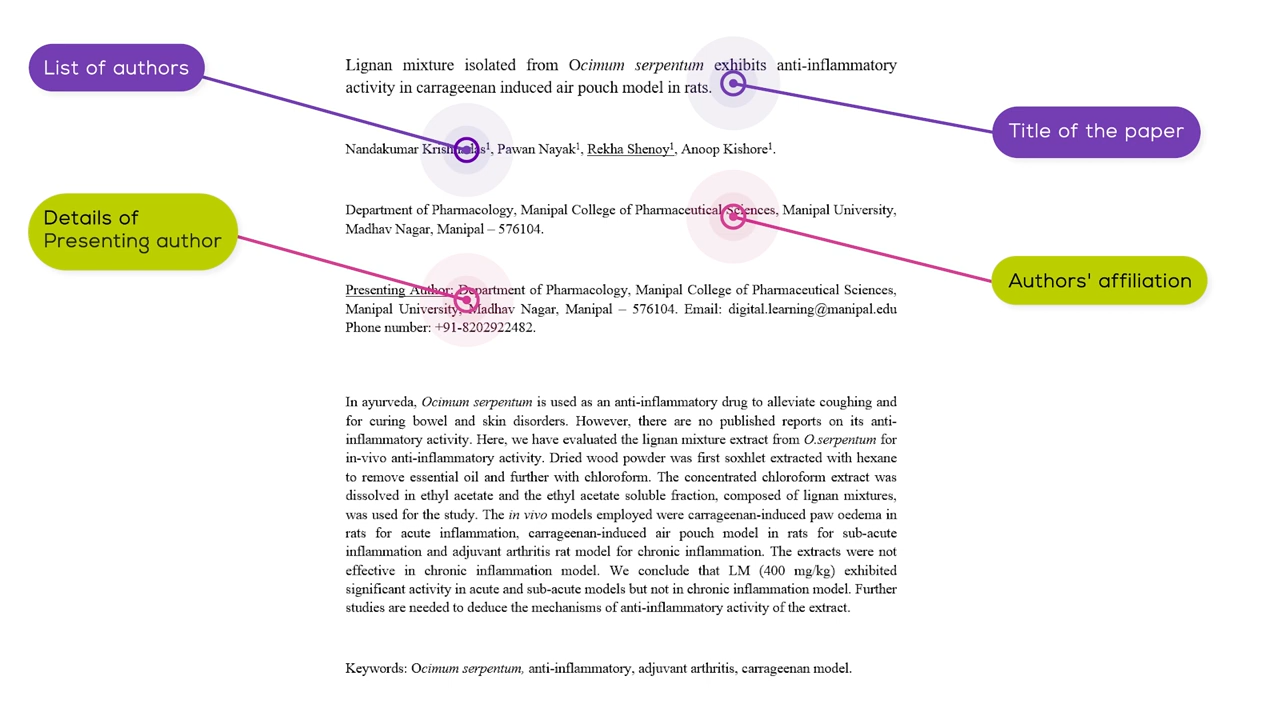 List of authors
Lignan mixture isolated from Ocimum serpentum exhibits anti-inflammatory
activity in carrageenan induced air pouch model in rats.
Title of the paper
Nandakumar Krishnadas¹, Pawan Nayak¹, Rekha Shenoy¹, Anoop Kishore¹.
Details of
Presenting author
Department of Pharmacology, Manipal College of Pharmaceutical Sciences, Manipal University,
Madhav Nagar, Manipal – 576104.
Authors' affiliation
Presenting Author: Department of Pharmacology, Manipal College of Pharmaceutical Sciences,
Manipal University, Madhav Nagar, Manipal – 576104. Email: digital.learning@manipal.edu
Phone number: +91-8202922482.
In ayurveda, Ocimum serpentum is used as an anti-inflammatory drug to alleviate coughing and
for curing bowel and skin disorders. However, there are no published reports on its anti-
inflammatory activity. Here, we have evaluated the lignan mixture extract from O.serpentum for
in-vivo anti-inflammatory activity. Dried wood powder was first soxhlet extracted with hexane
to remove essential oil and further with chloroform. The concentrated chloroform extract was
dissolved in ethyl acetate and the ethyl acetate soluble fraction, composed of lignan mixtures,
was used for the study. The in vivo models employed were carrageenan-induced paw oedema in
rats for acute inflammation, carrageenan-induced air pouch model in rats for sub-acute
inflammation and adjuvant arthritis rat model for chronic inflammation. The extracts were not
effective in chronic inflammation model. We conclude that LM (400 mg/kg) exhibited
significant activity in acute and sub-acute models but not in chronic inflammation model. Further
studies are needed to deduce the mechanisms of anti-inflammatory activity of the extract.
Keywords: Ocimum serpentum, anti-inflammatory, adjuvant arthritis, carrageenan model.